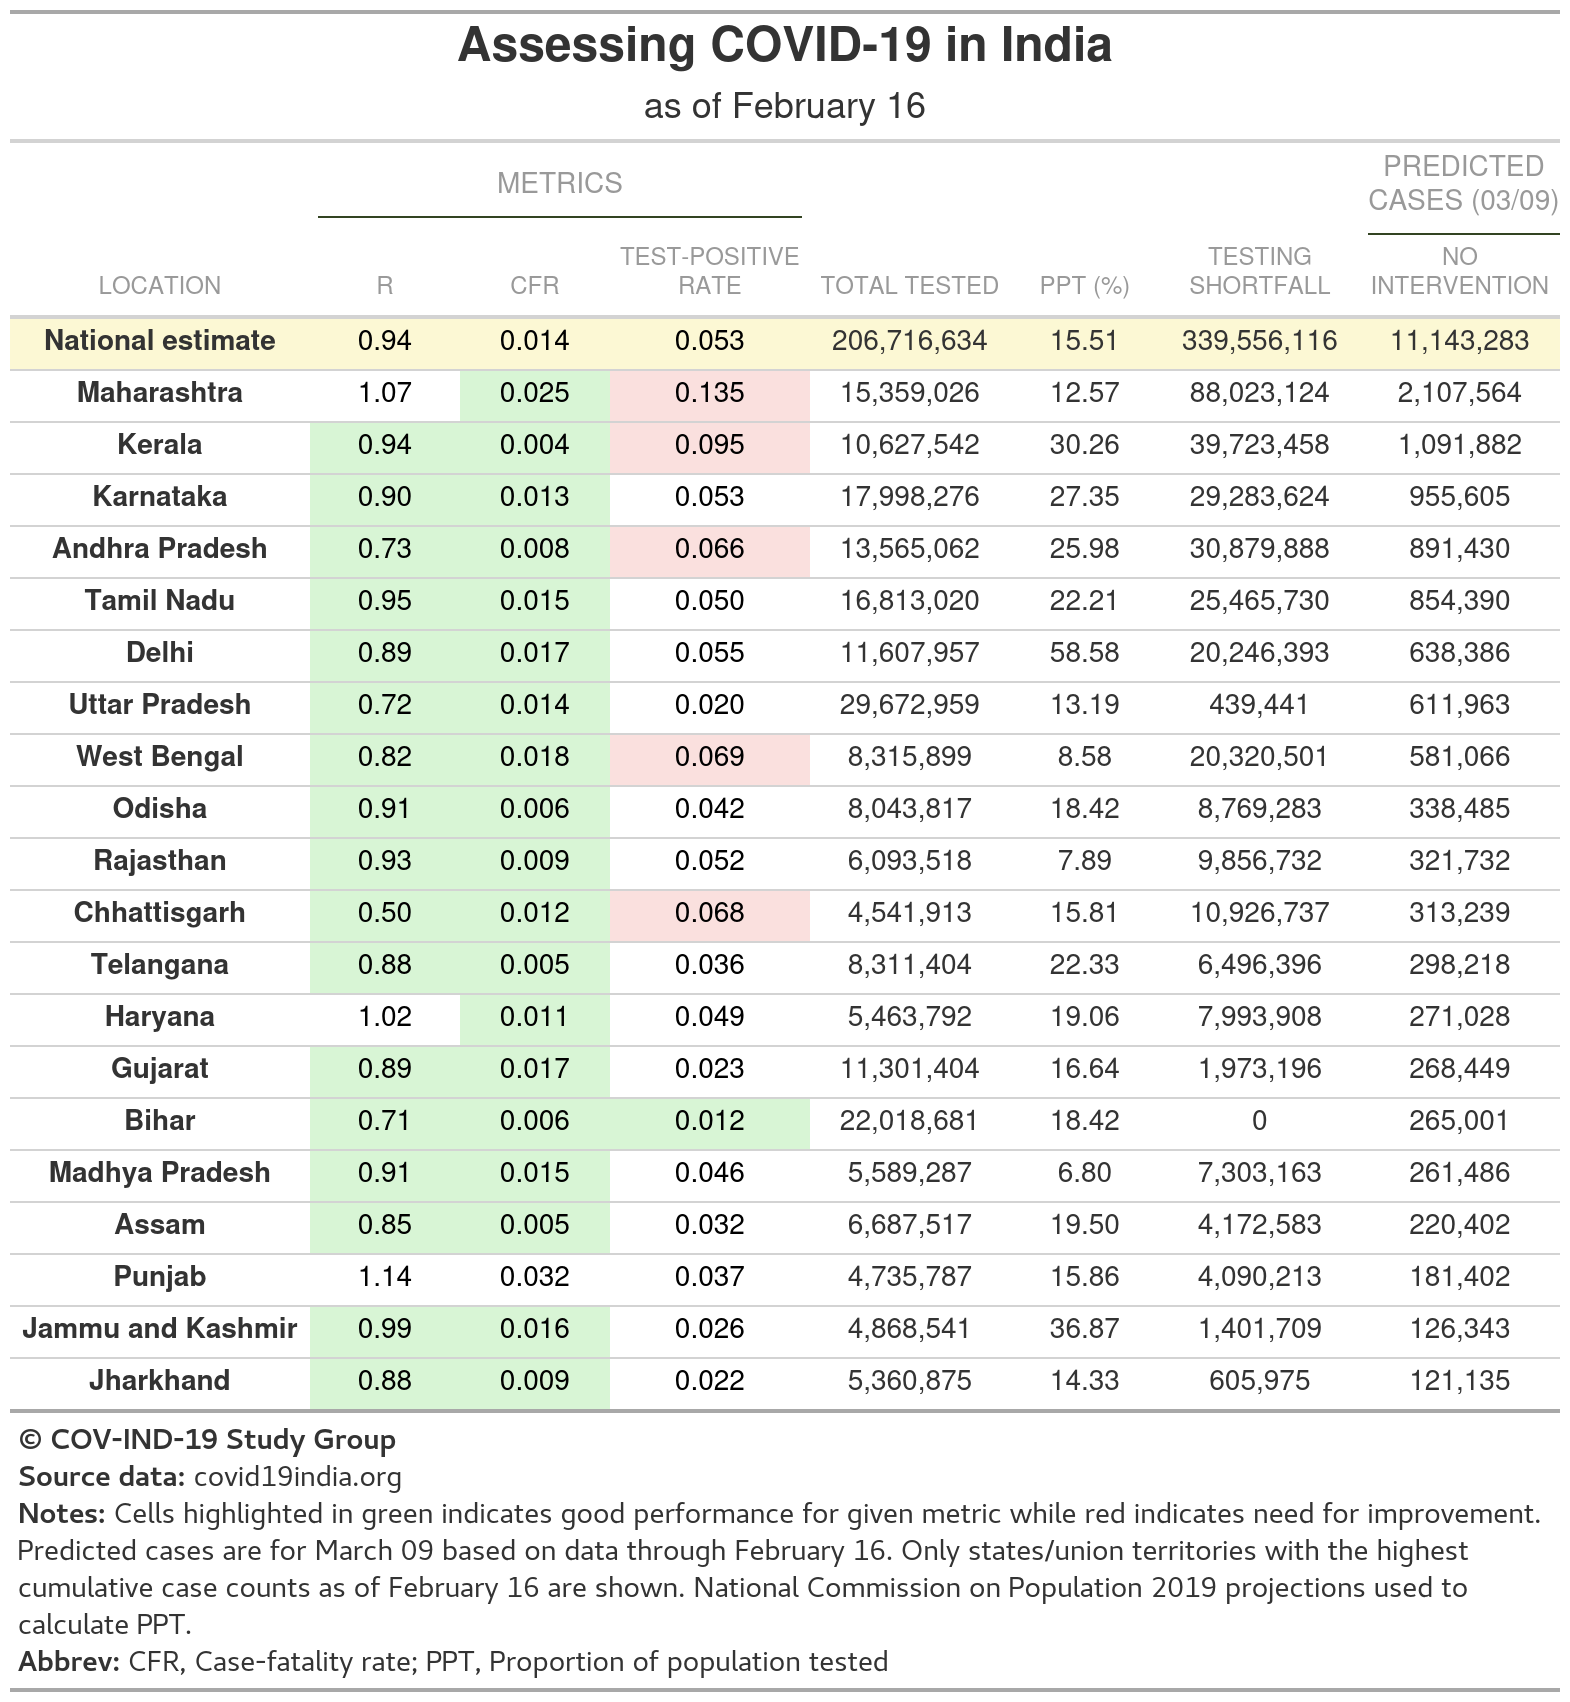 Assessing COVID-19 in India
as of February 16
METRICS
PREDICTED
CASES (03/09)
LOCATION R CFR TEST-POSITIVE RATE TOTAL TESTED PPT (%) TESTING SHORTFALL NO INTERVENTION
National estimate 0.94 0.014 0.053 206,716,634 15.51 339,556,116 11,143,283
Maharashtra 1.07 0.025 0.135 15,359,026 12.57 88,023,124 2,107,564
Kerala 0.94 0.004 0.095 10,627,542 30.26 39,723,458 1,091,882
Karnataka 0.90 0.013 0.053 17,998,276 27.35 29,283,624 955,605
Andhra Pradesh 0.73 0.008 0.066 13,565,062 25.98 30,879,888 891,430
Tamil Nadu 0.95 0.015 0.050 16,813,020 22.21 25,465,730 854,390
Delhi 0.89 0.017 0.055 11,607,957 58.58 20,246,393 638,386
Uttar Pradesh 0.72 0.014 0.020 29,672,959 13.19 439,441 611,963
West Bengal 0.82 0.018 0.069 8,315,899 8.58 20,320,501 581,066
Odisha 0.91 0.006 0.042 8,043,817 18.42 8,769,283 338,485
Rajasthan 0.93 0.009 0.052 6,093,518 7.89 9,856,732 321,732
Chhattisgarh 0.50 0.012 0.068 4,541,913 15.81 10,926,737 313,239
Telangana 0.88 0.005 0.036 8,311,404 22.33 6,496,396 298,218
Haryana 1.02 0.011 0.049 5,463,792 19.06 7,993,908 271,028
Gujarat 0.89 0.017 0.023 11,301,404 16.64 1,973,196 268,449
Bihar 0.71 0.006 0.012 22,018,681 18.42 0 265,001
Madhya Pradesh 0.91 0.015 0.046 5,589,287 6.80 7,303,163 261,486
Assam 0.85 0.005 0.032 6,687,517 19.50 4,172,583 220,402
Punjab 1.14 0.032 0.037 4,735,787 15.86 4,090,213 181,402
Jammu and Kashmir 0.99 0.016 0.026 4,868,541 36.87 1,401,709 126,343
Jharkhand 0.88 0.009 0.022 5,360,875 14.33 605,975 121,135
© COV-IND-19 Study Group
Source data: covid19india.org
Notes: Cells highlighted in green indicates good performance for given metric while red indicates need for improvement.
Predicted cases are for March 09 based on data through February 16. Only states/union territories with the highest
cumulative case counts as of February 16 are shown. National Commission on Population 2019 projections used to
calculate PPT.
Abbrev: CFR, Case-fatality rate; PPT, Proportion of population tested